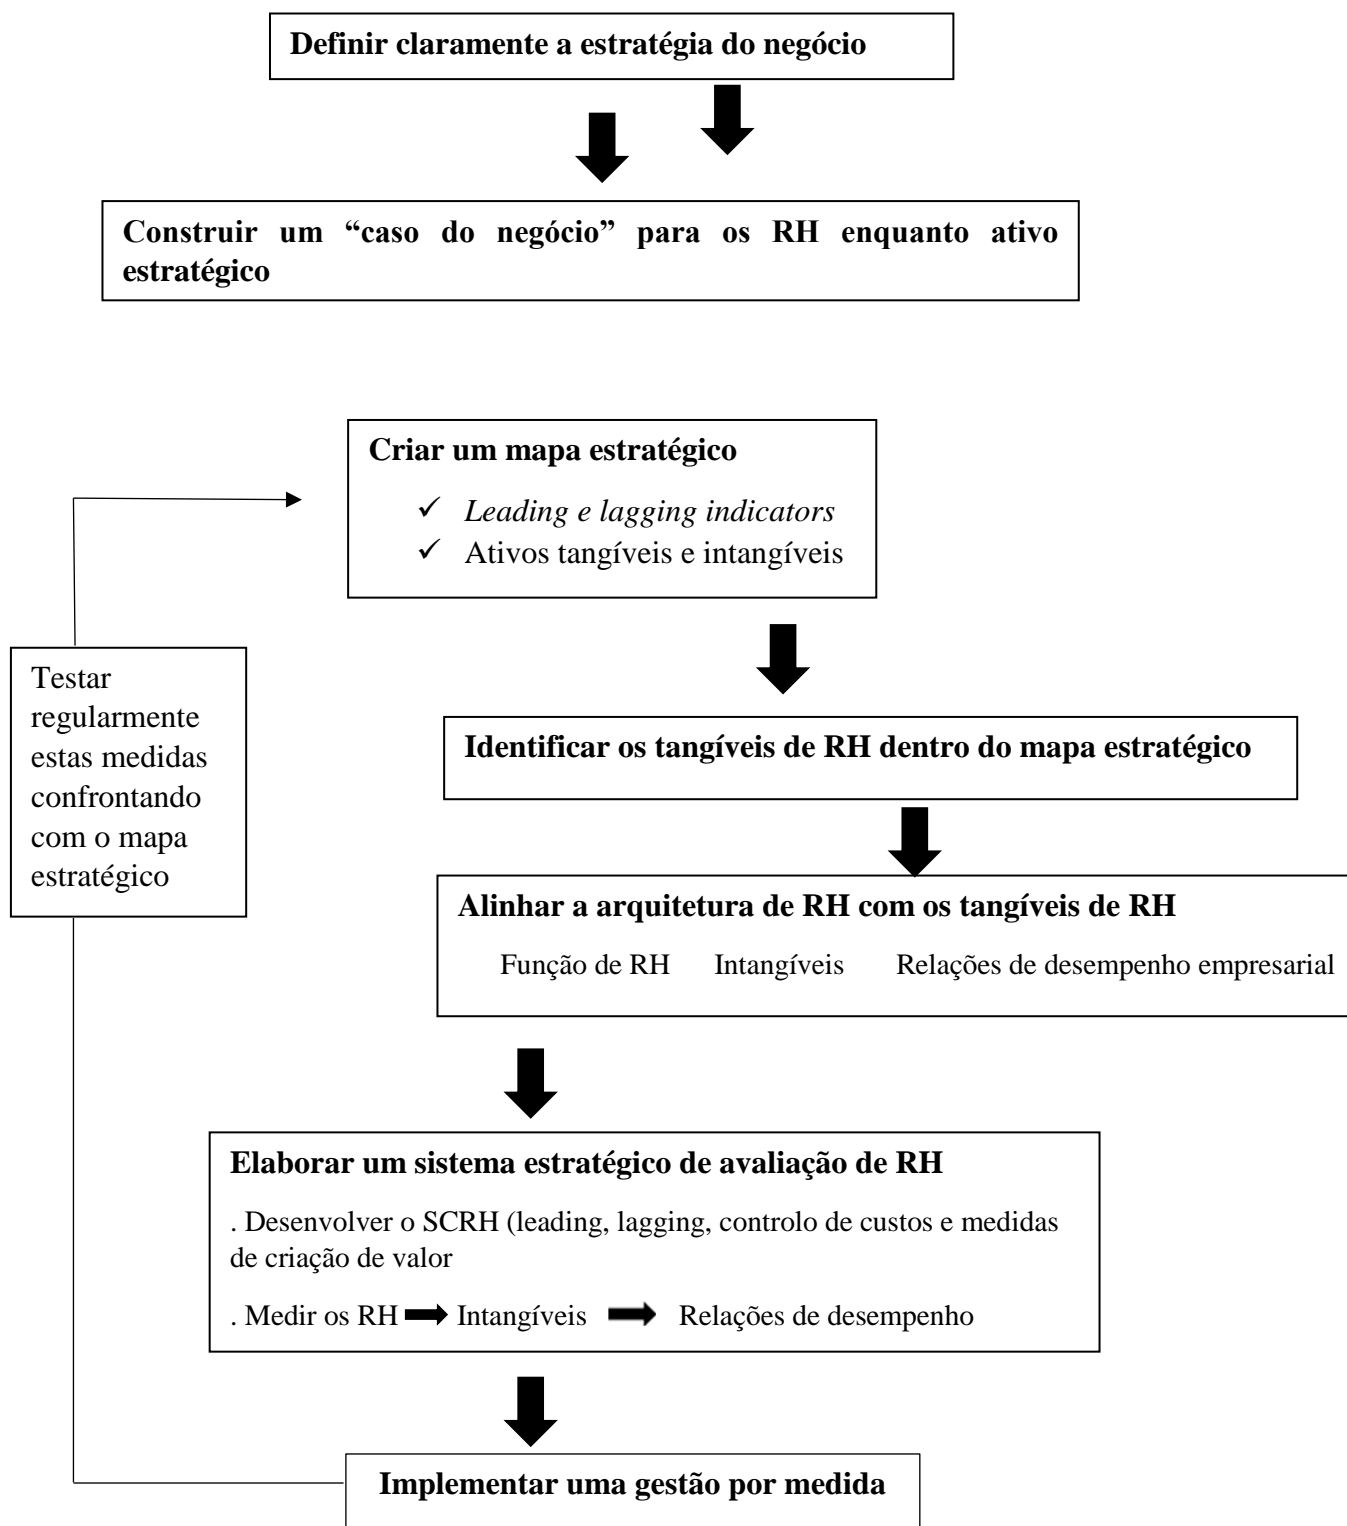 Definir claramente a estratégia do negócio
Construir um “caso do negócio” para os RH enquanto ativo
estratégico
Criar um mapa estratégico
✓ Leading e lagging indicators
✓ Ativos tangíveis e intangíveis
Testar
regularmente
estas medidas
confrontando
com o mapa
estratégico
Identificar os tangíveis de RH dentro do mapa estratégico
Alinhar a arquitetura de RH com os tangíveis de RH
Função de RH Intangíveis Relações de desempenho empresarial
Elaborar um sistema estratégico de avaliação de RH
. Desenvolver o SCRH (leading, lagging, controlo de custos e medidas
de criação de valor
. Medir os RH Intangíveis Relações de desempenho
Implementar uma gestão por medida